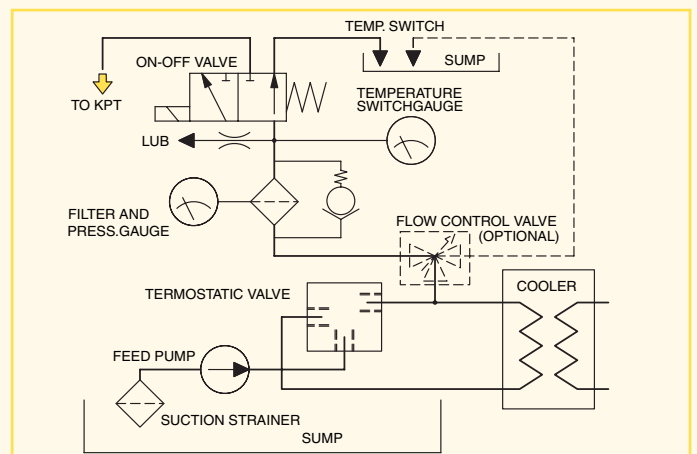 TEMP. SWITCH
ON-OFF VALVE
SUMP
TO KPT
TEMPERATURE
SWITCHGAUGE
LUB
FILTER AND
PRESS.GAUGE
FLOW CONTROL VALVE
(OPTIONAL)
TERMOSTATIC VALVE
COOLER
FEED PUMP
SUCTION STRAINER
SUMP